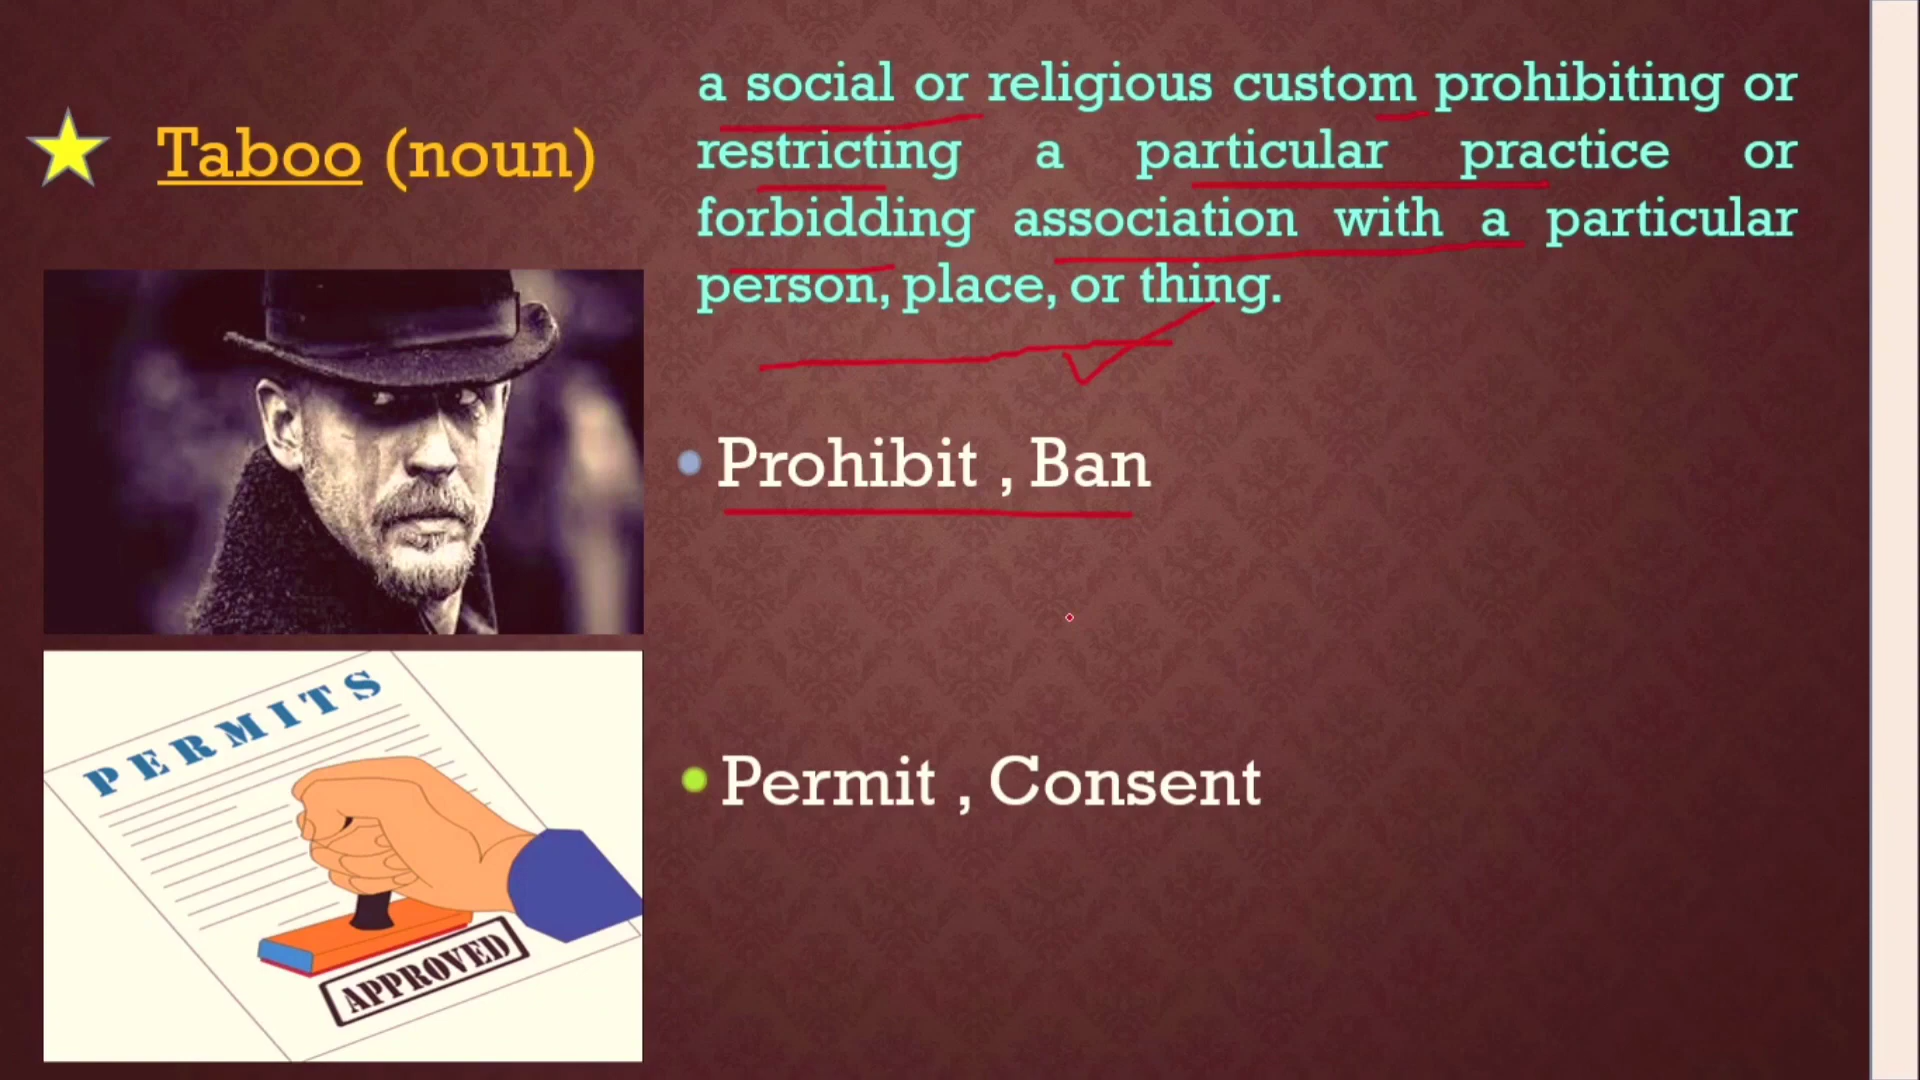 Taboo (noun)
a social or religious custom prohibiting or
restricting a particular practice or
forbidding association with a particular
person, place, or thing.
Prohibit , Ban
PERMITS
APPROVED
Permit , Consent